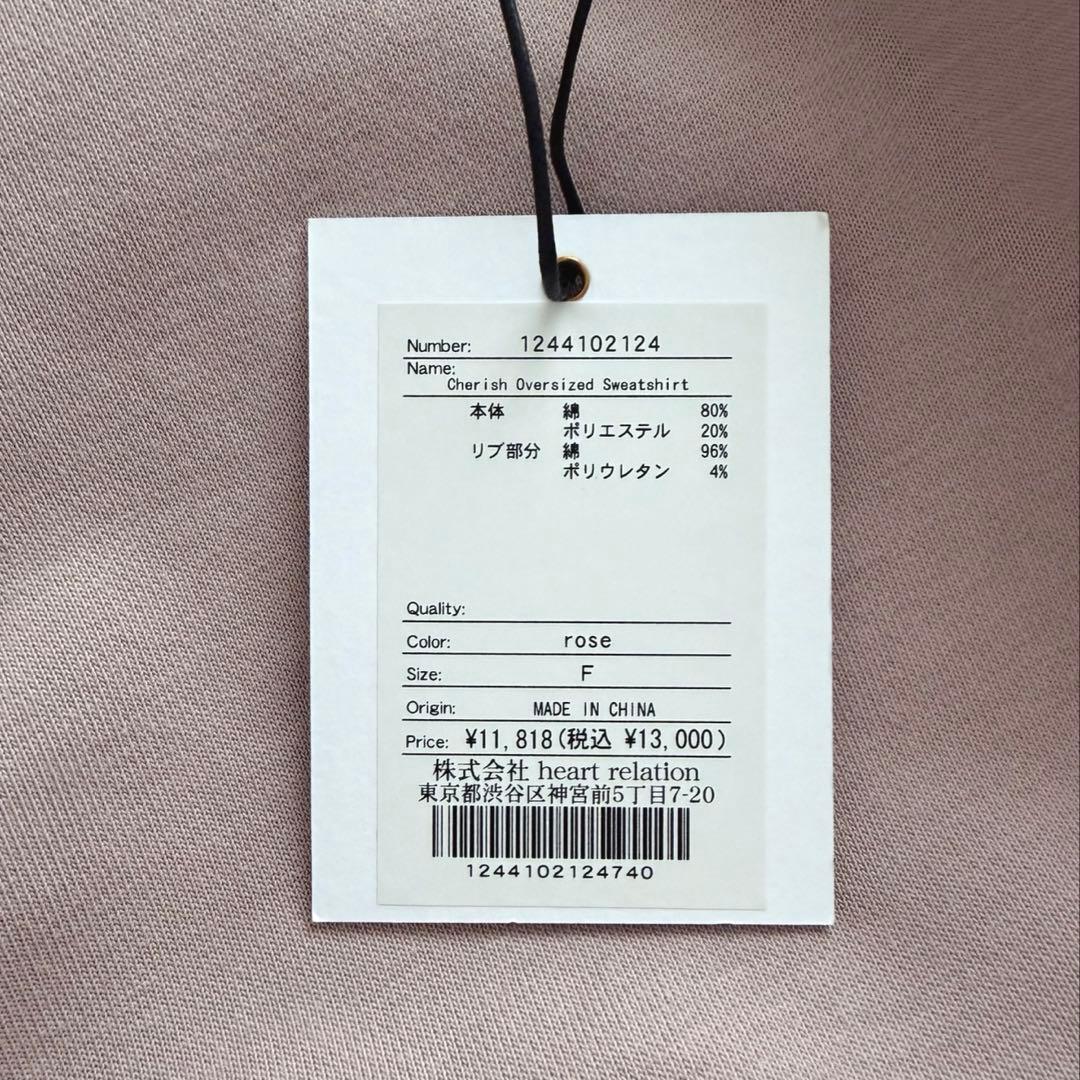 Number: 1244102124
Name:
Cherish Oversized Sweatshirt
本体 綿 80%
ポリエステル 20%
リブ部分 綿 96%
ポリウレタン 4%
Quality:
Color: rose
Size: F
Origin: MADE IN CHINA
Price: ¥11,818(税込 ¥13,000)
株式会社 heart relation
東京都渋谷区神宮前5丁目7-20
1244102124740